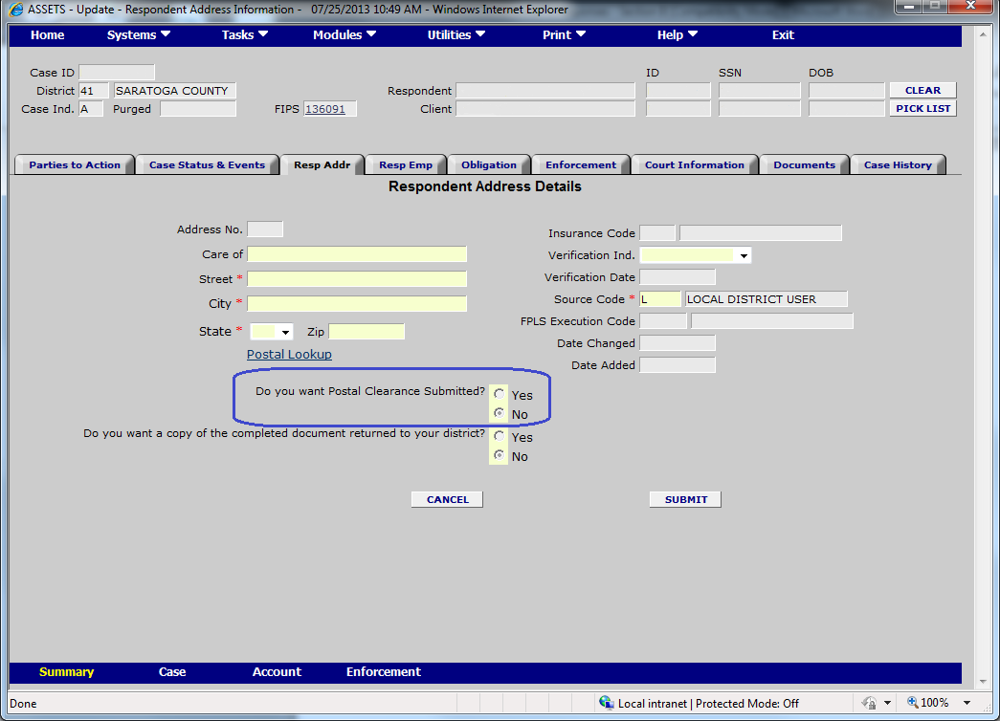 ASSETS - Update - Respondent Address Information -   07/25/2013 10:49 AM - Windows Internet Explorer
Home Systems Tasks Modules Utilities Print Help Exit
Case ID ID SSN DOB
District 41 SARATOGA COUNTY Respondent CLEAR
Case Ind. A Purged FIPS 136091 Client PICK LIST
Parties to Action Case Status & Events Resp Addr Resp Emp Obligation Enforcement Court Information Documents Case History
Respondent Address Details
Address No. Insurance Code
Care of Verification Ind.
Street * Verification Date
City * Source Code * L LOCAL DISTRICT USER
State * Zip FPLS Execution Code
Postal Lookup Date Changed
Date Added
Do you want Postal Clearance Submitted? Yes
No
Do you want a copy of the completed document returned to your district? Yes
No
CANCEL SUBMIT
Summary Case Account Enforcement
Done Local intranet | Protected Mode: Off 100%